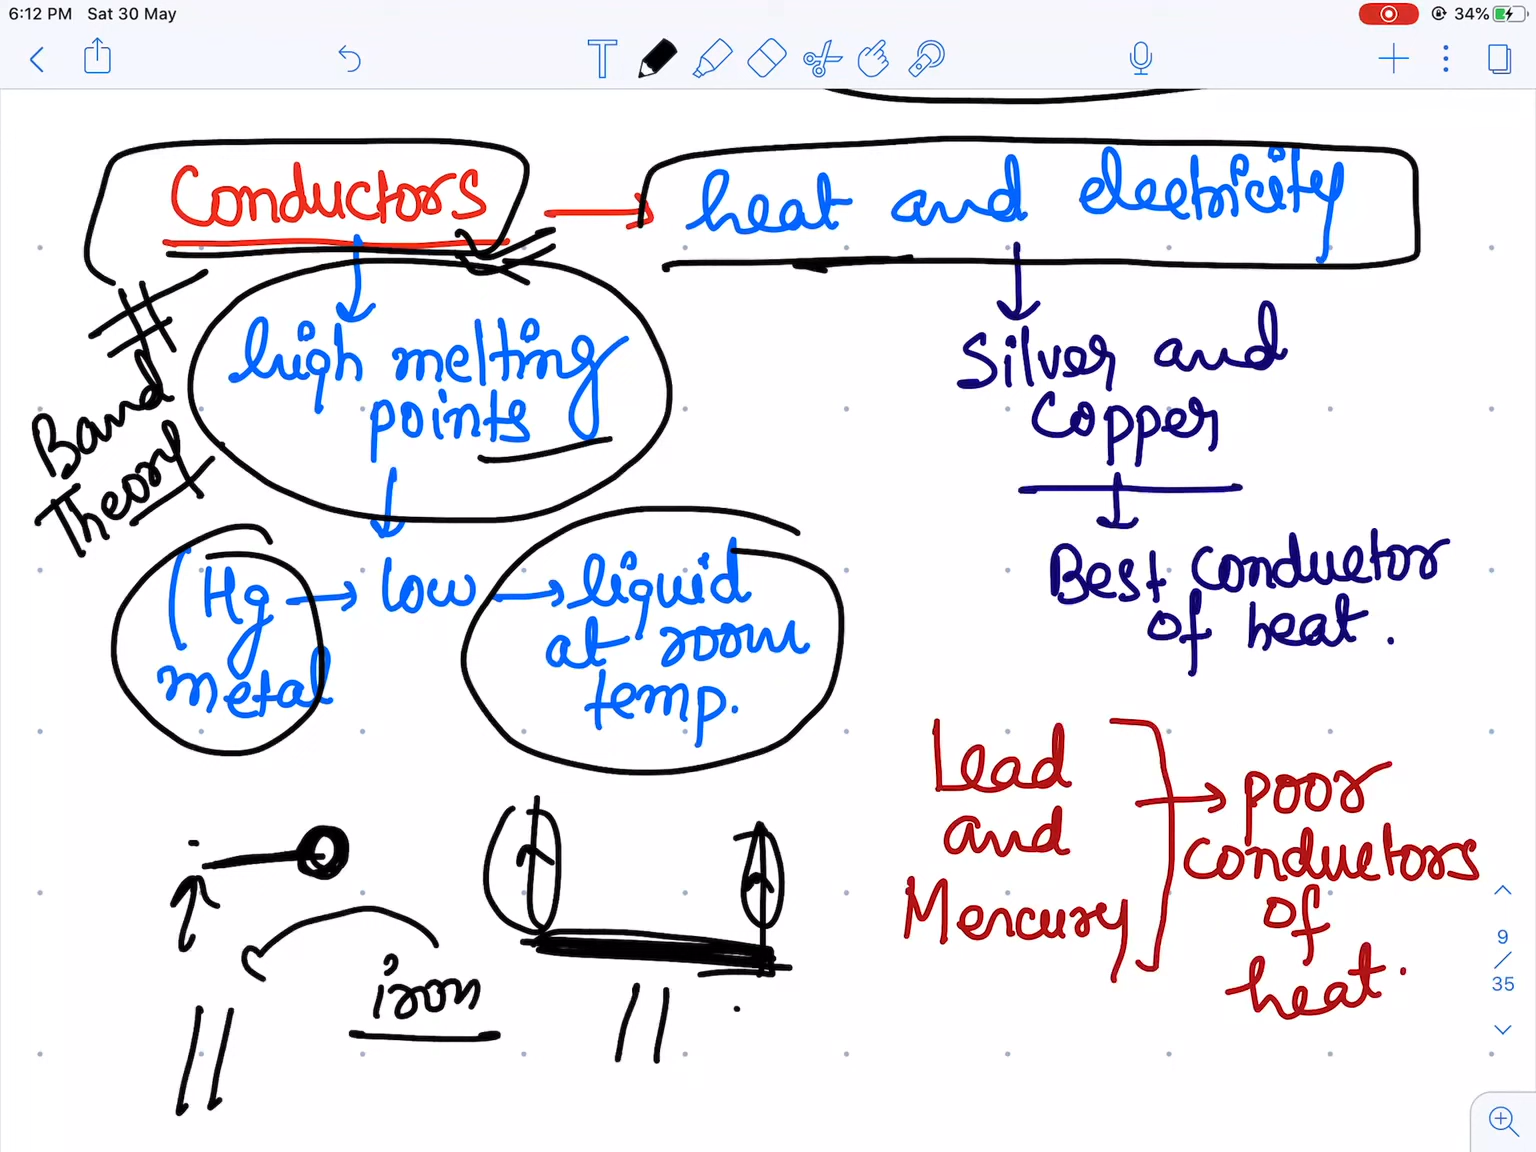 6:12 PM Sat 30 May
34%
Conductors → heat and electricity
high melting
points
Band
Theory
(Hg → low → liquid
metal
at room
temp.
Silver and
Copper
Best conductor
of heat.
Lead
and
Mercury
→ poor
conductors
of
heat.
iron
9
/
35